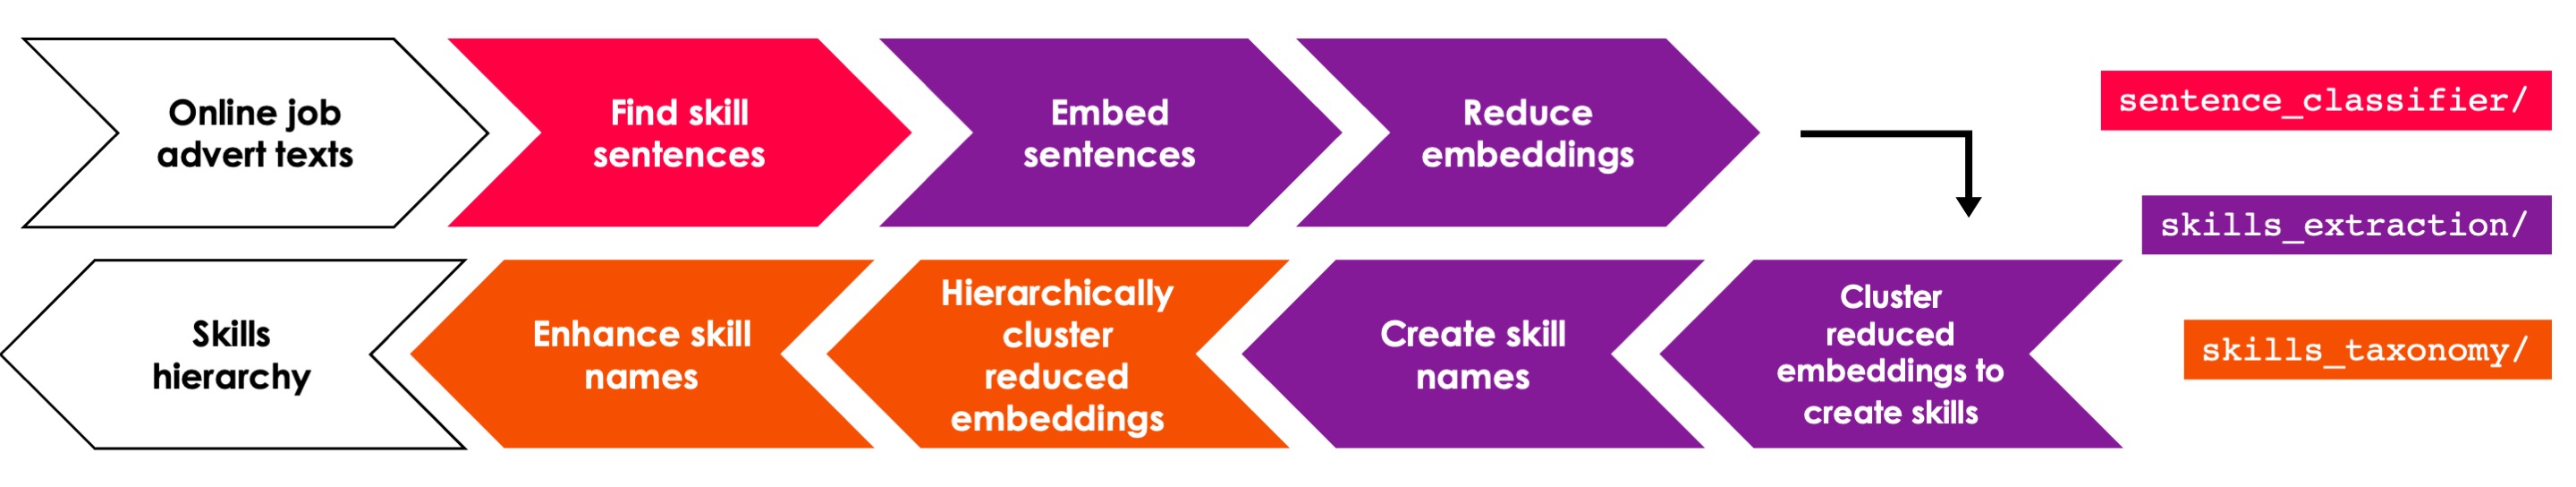 Online job
advert texts
Find skill
sentences
Embed
sentences
Reduce
embeddings
sentence_classifier/
skills_extraction/
skills_taxonomy/
Cluster
reduced
embeddings to
create skills
Create skill
names
Hierarchically
cluster
reduced
embeddings
Enhance skill
names
Skills
hierarchy